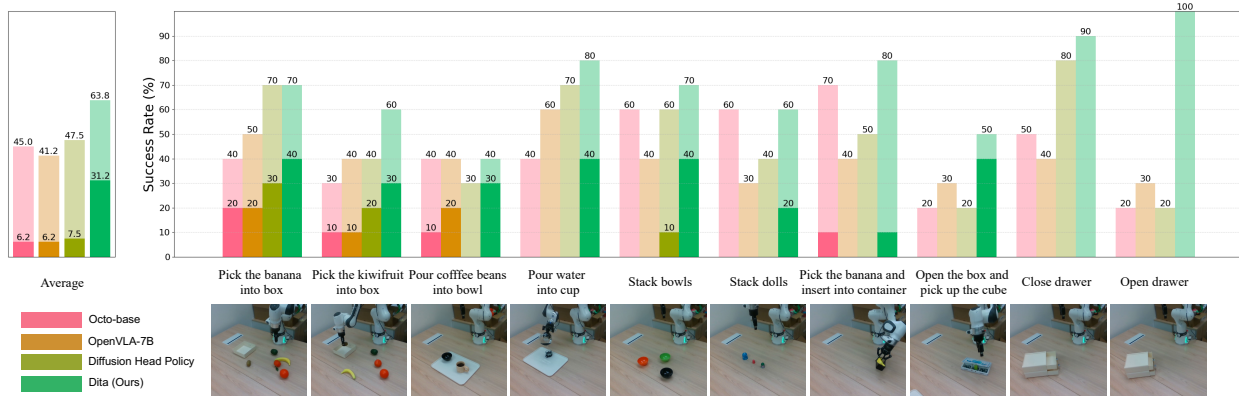 45.0
41.2
47.5
63.8
6.2
6.2
7.5
31.2
Average
Success Rate (%)
90
80
70
60
50
40
30
20
10
0
40 50 70 70
20 20 30 40
30 40 40 60
10 10 20 30
40 40 30 40
10 20 30
40 60 70 80
40
60 40 60 70
10 40
60 30 40 60
20
70 40 50 80
20 30 20 50
50 40 80 90
20 30 20 100
Pick the banana
into box
Pick the kiwifruit
into box
Pour cofffee beans
into bowl
Pour water
into cup
Stack bowls
Stack dolls
Pick the banana and
insert into container
Open the box and
pick up the cube
Close drawer
Open drawer
Octo-base
OpenVLA-7B
Diffusion Head Policy
Dita (Ours)